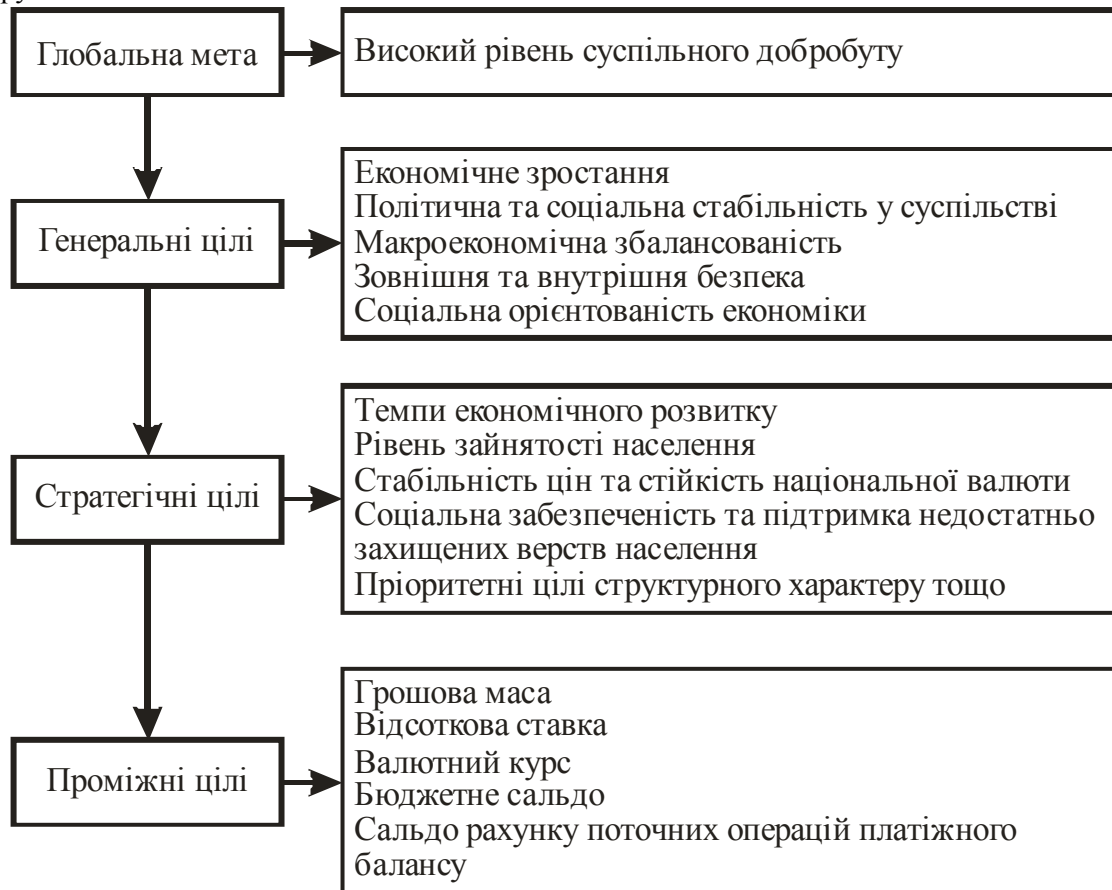 Глобальна мета
Високий рівень суспільного добробуту
Генеральні цілі
Економічне зростання
Політична та соціальна стабільність у суспільстві
Макроекономічна збалансованість
Зовнішня та внутрішня безпека
Соціальна орієнтованість економіки
Стратегічні цілі
Темпи економічного розвитку
Рівень зайнятості населення
Стабільність цін та стійкість національної валюти
Соціальна забезпеченість та підтримка недостатньо
захищених верств населення
Пріоритетні цілі структурного характеру тощо
Проміжні цілі
Грошова маса
Відсоткова ставка
Валютний курс
Бюджетне сальдо
Сальдо рахунку поточних операцій платіжного
балансу